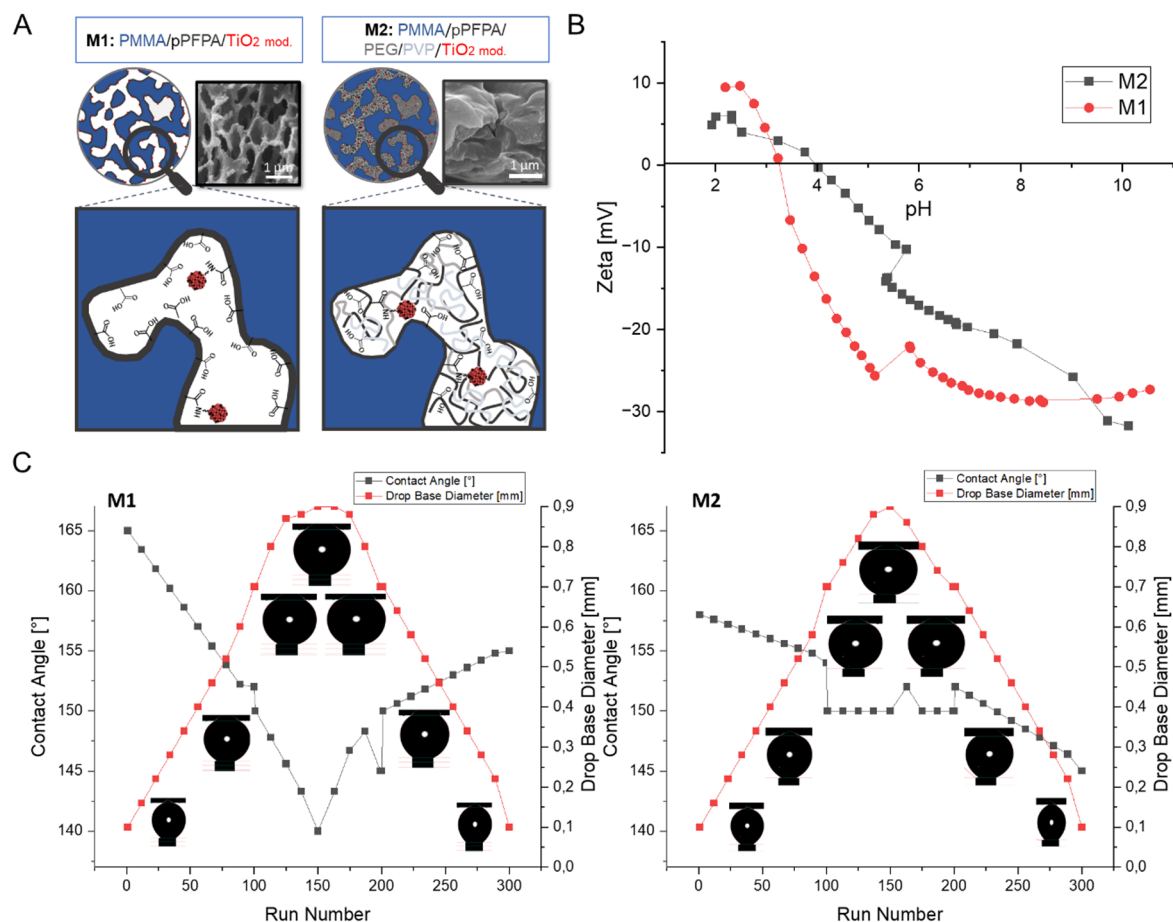 A
M1: PMMA/pPFPA/TiO2 mod.
M2: PMMA/pPFPA/
PEG/PVP/TiO2 mod.
1 µm
1 µm
HO
O
NH
B
M2
M1
10
0
−10
−20
−30
2
4
6
8
10
pH
Zeta [mV]
C
M1
Contact Angle [°]
Drop Base Diameter [mm]
165
160
155
150
145
140
0,9
0,8
0,7
0,6
0,5
0,4
0,3
0,2
0,1
0,0
0
50
100
150
200
250
300
Contact Angle [°]
Drop Base Diameter [mm]
Run Number
M2
Contact Angle [°]
Drop Base Diameter [mm]
165
160
155
150
145
140
0,9
0,8
0,7
0,6
0,5
0,4
0,3
0,2
0,1
0,0
0
50
100
150
200
250
300
Contact Angle [°]
Drop Base Diameter [mm]
Run Number